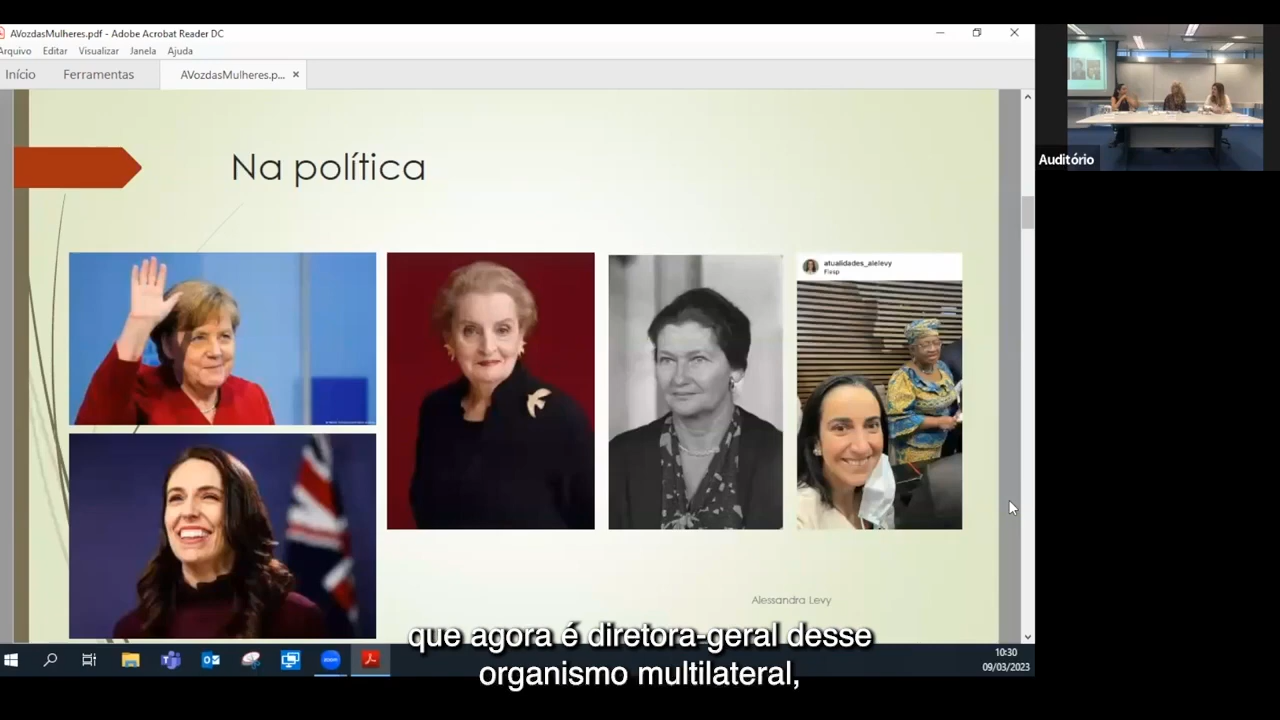 AVozdasMulheres.pdf - Adobe Acrobat Reader DC
Arquivo Editar Visualizar Janela Ajuda
Início Ferramentas AVozdasMulheres.p... ×
Na política
atualidades_alelevy
Fiesp
Alessandra Levy
Auditório
que agora é diretora-geral desse
organismo multilateral,
zoom
10:30
09/03/2023